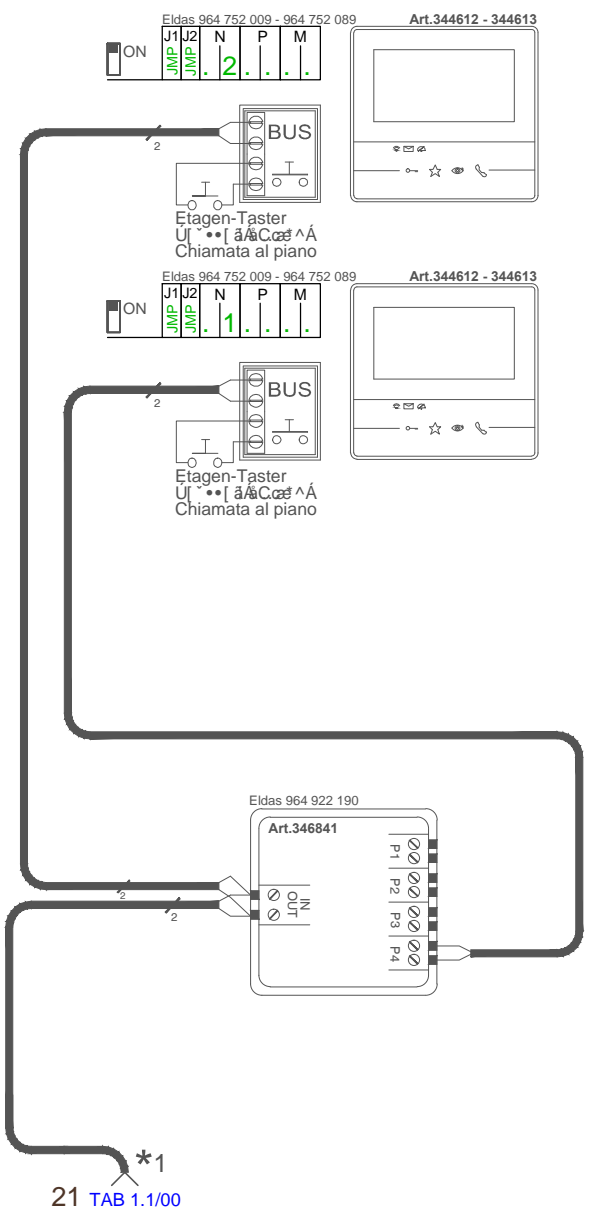 Eldas 964 752 009 - 964 752 089 Art.344612 - 344613
ON J1 J2 N P M
JMP JMP . 2 . . . .
BUS
2
Etagen-Taster
Chiamata al piano
Eldas 964 752 009 - 964 752 089 Art.344612 - 344613
ON J1 J2 N P M
JMP JMP . 1 . . . .
BUS
2
Etagen-Taster
Chiamata al piano
Eldas 964 922 190
Art.346841
P1
P2
P3
P4
IN
OUT
2
2
*1
21 TAB 1.1/00